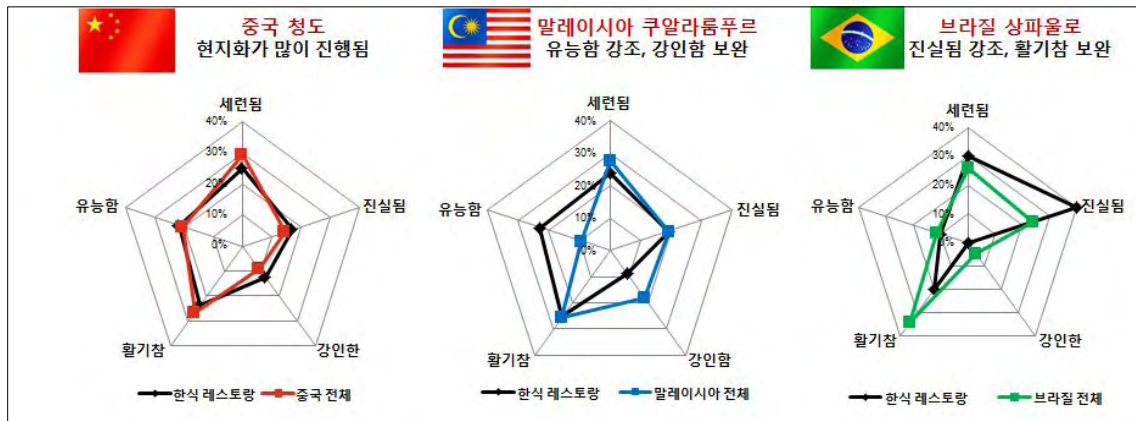 중국 청도
현지화가 많이 진행됨
세련됨
40%
30%
20%
10%
0%
유능함
진실됨
활기참
강인한
한식 레스토랑
중국 전체
말레이시아 쿠알라룸푸르
유능함 강조, 강인함 보완
세련됨
40%
30%
20%
10%
0%
유능함
진실됨
활기참
강인함
한식 레스토랑
말레이시아 전체
브라질 상파울로
진실됨 강조, 활기참 보완
세련됨
40%
30%
20%
10%
0%
유능함
진실됨
활기참
강인한
한식 레스토랑
브라질 전체